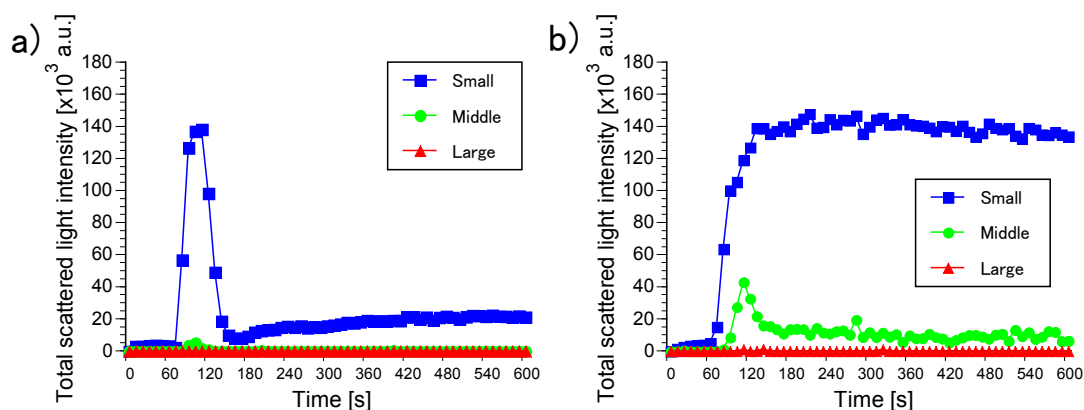 a)
Total scattered light intensity [x10³ a.u.]
180
160
140
120
100
80
60
40
20
0
Small
Middle
Large
0 60 120 180 240 300 360 420 480 540 600
Time [s]
b)
Total scattered light intensity [x10³ a.u.]
180
160
140
120
100
80
60
40
20
0
Small
Middle
Large
0 60 120 180 240 300 360 420 480 540 600
Time [s]